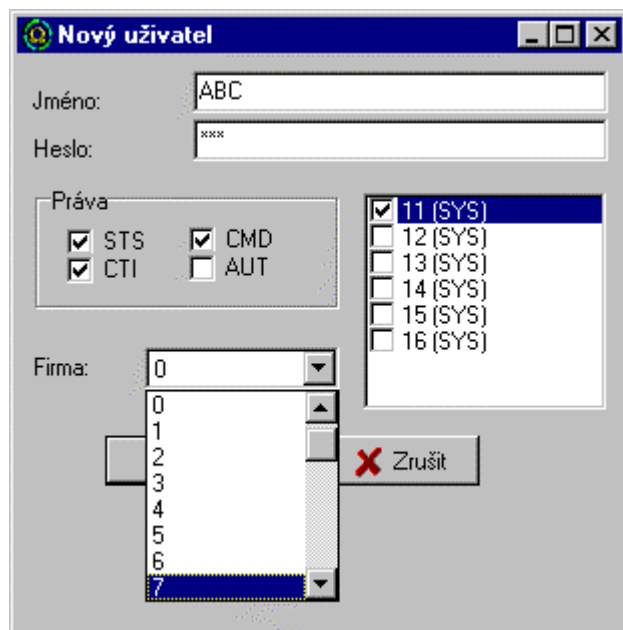 Nový uživatel
Jméno: ABC
Heslo: ***
Práva
STS CMD
CTI AUT
11 (SYS)
12 (SYS)
13 (SYS)
14 (SYS)
15 (SYS)
16 (SYS)
Firma: 0
0
1
2
3
4
5
6
7
Zrušit